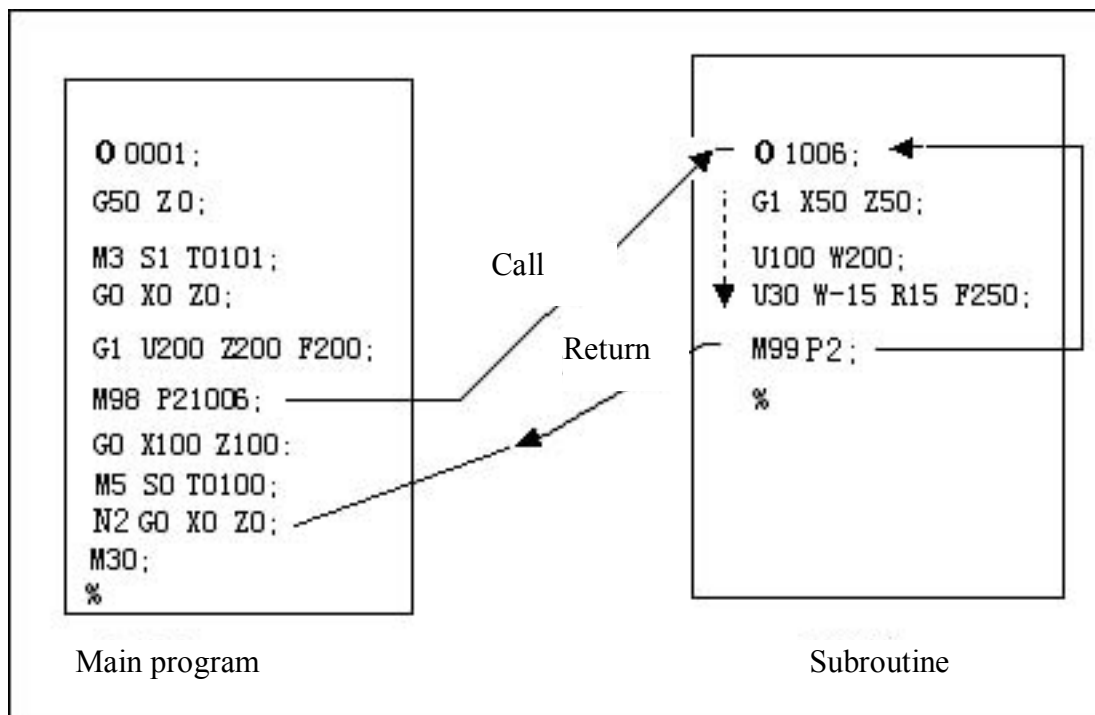 O 0001;
G50 Z0;
M3 S1 T0101;
G0 X0 Z0;
G1 U200 Z200 F200;
M98 P21006;
G0 X100 Z100:
M5 S0 T0100;
N2 G0 X0 Z0;
M30;
%
Main program
Call
Return
O 1006;
G1 X50 Z50;
U100 W200;
U30 W-15 R15 F250;
M99 P2;
%
Subroutine